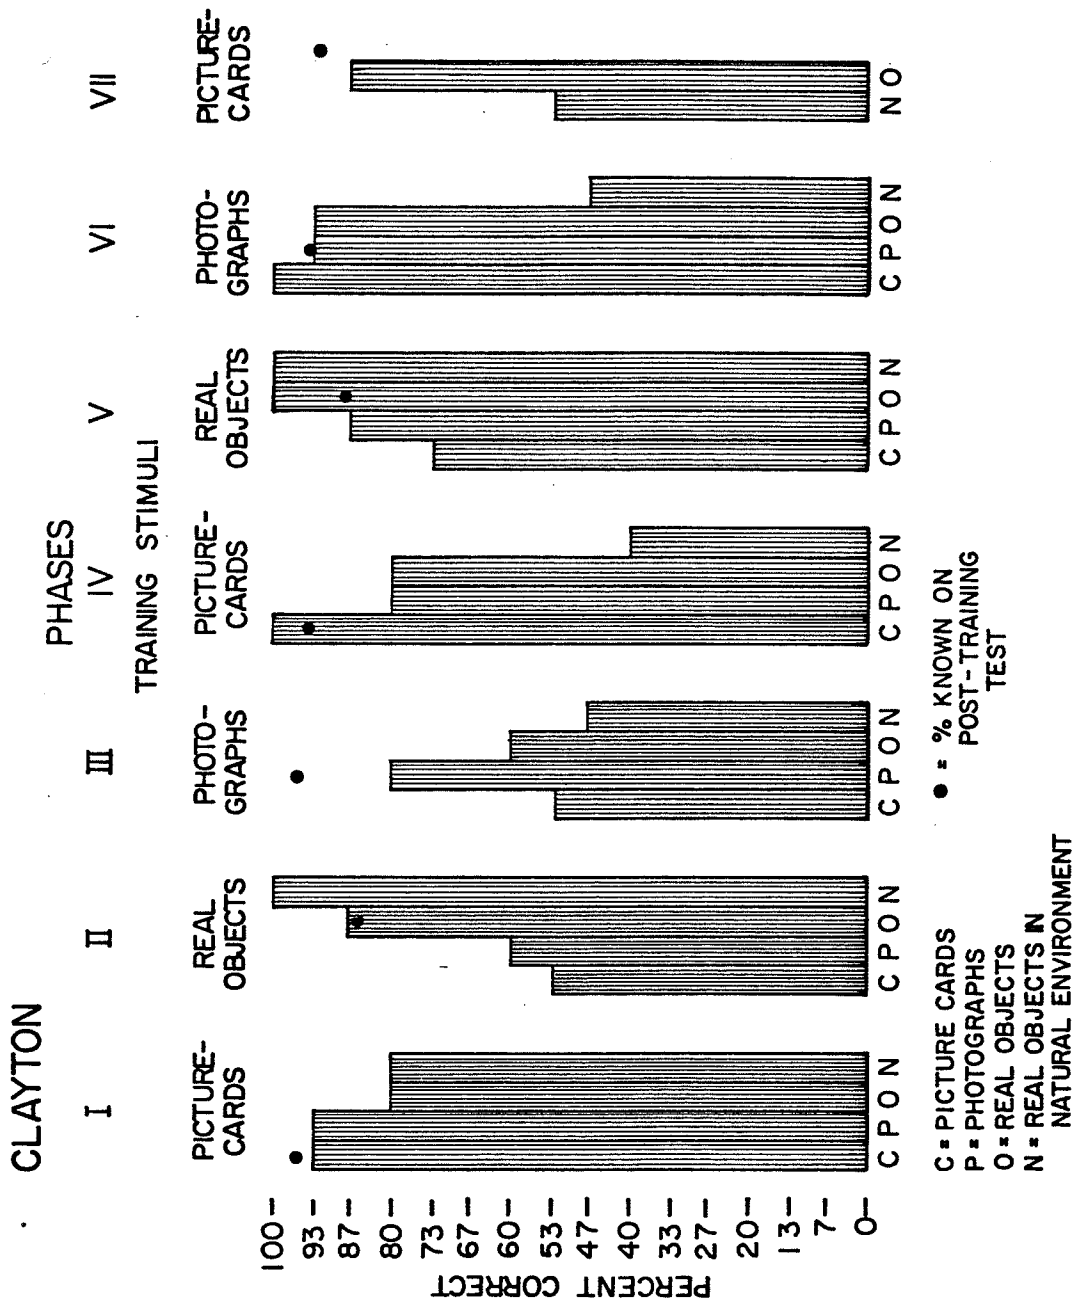 CLAYTON
PHASES
I II III IV V VI VII
TRAINING STIMULI
PICTURE-
CARDS
REAL
OBJECTS
PHOTO-
GRAPHS
PICTURE-
CARDS
REAL
OBJECTS
PHOTO-
GRAPHS
PICTURE-
CARDS
PERCENT CORRECT
100-
93-
87-
80-
73-
67-
60-
53-
47-
40-
33-
27-
20-
13-
7-
0-
C P O N
C P O N
C P O N
C P O N
C P O N
C P O N
N O
C = PICTURE CARDS
P = PHOTOGRAPHS
O = REAL OBJECTS
N = REAL OBJECTS IN
NATURAL ENVIRONMENT
● = % KNOWN ON
POST-TRAINING
TEST